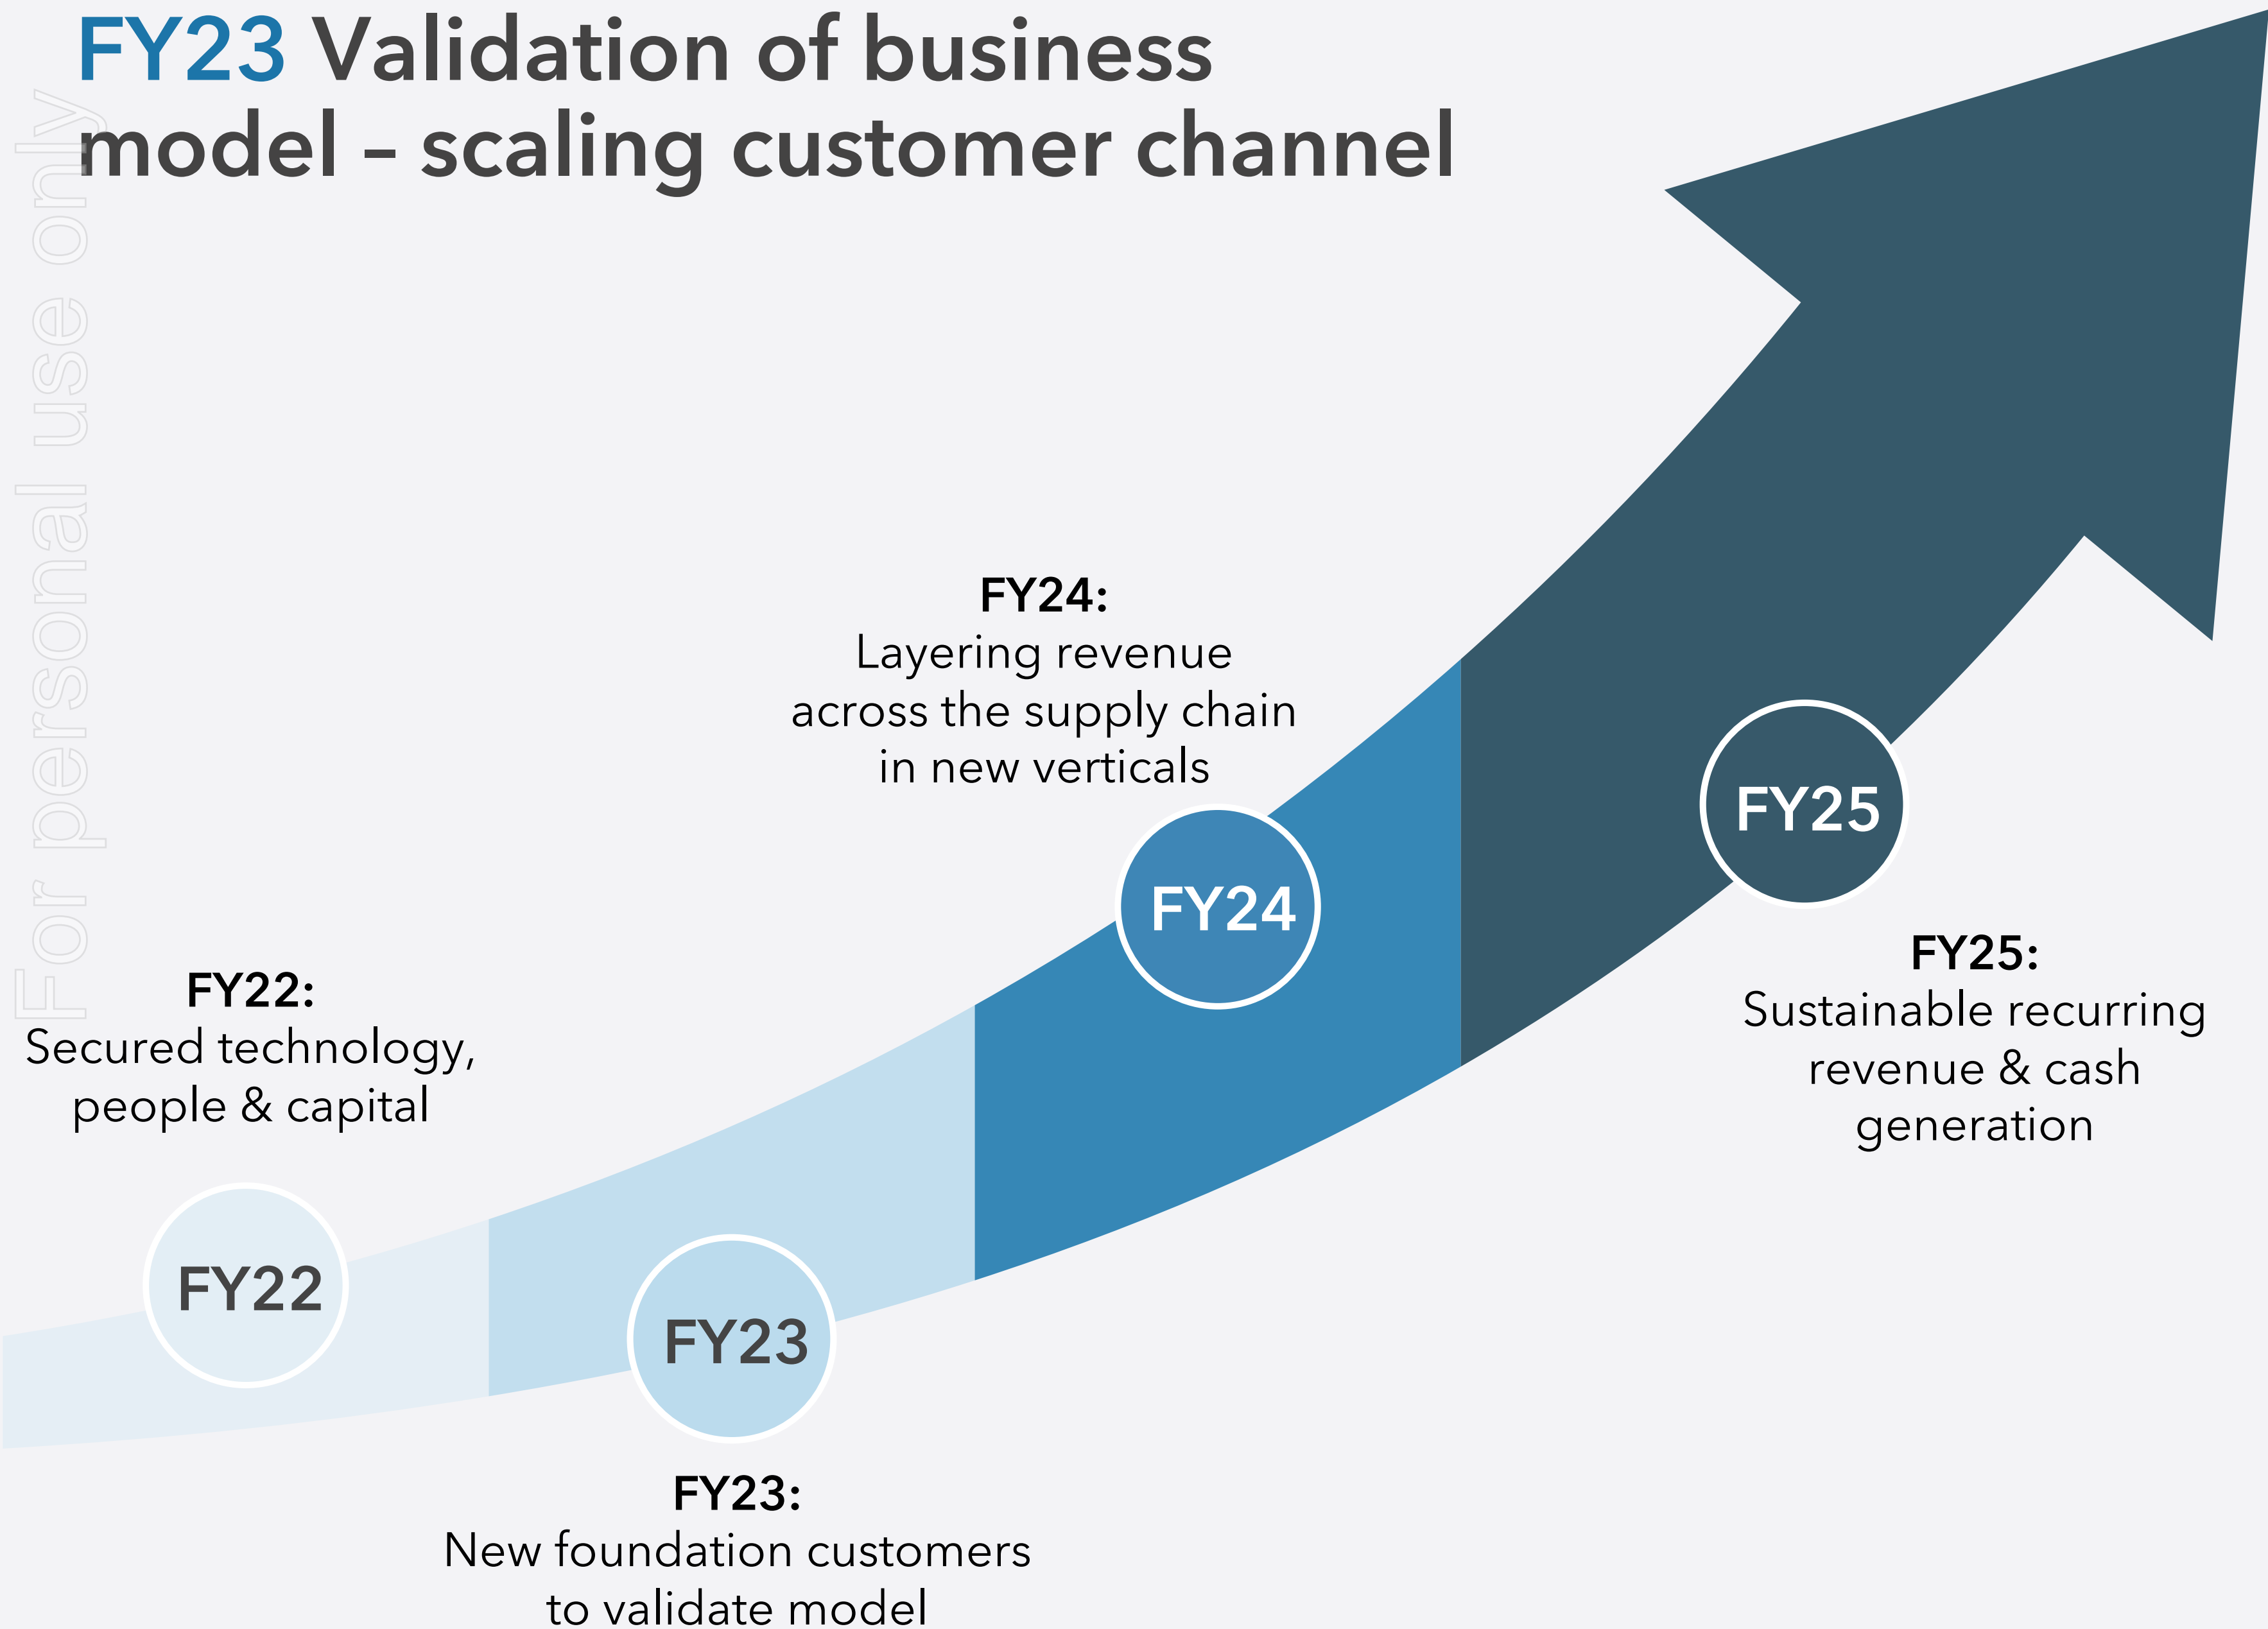 FY23 Validation of business
model – scaling customer channel
For personal use only
FY24:
Layering revenue
across the supply chain
in new verticals
FY25
FY24
FY25:
Sustainable recurring
revenue & cash
generation
FY22:
Secured technology,
people & capital
FY22
FY23
FY23:
New foundation customers
to validate model